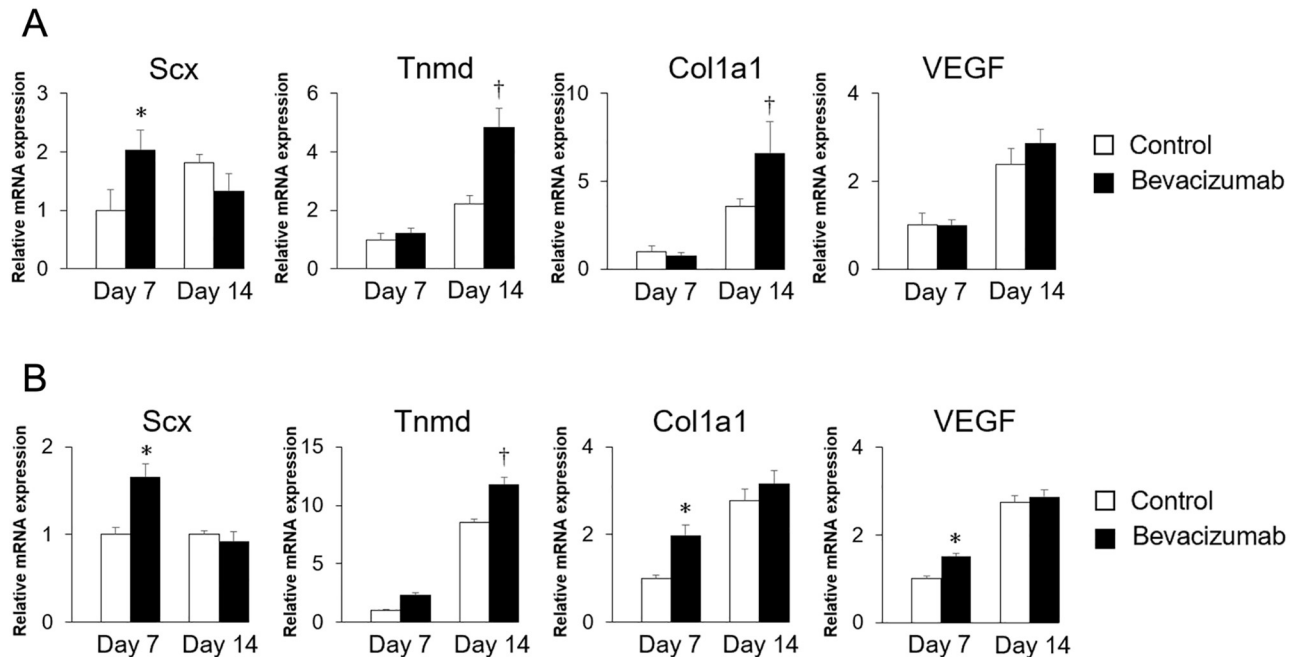 A
Scx
Tnmd
Col1a1
VEGF
Relative mRNA expression
3
2
1
0
*
Day 7 Day 14
Relative mRNA expression
6
4
2
0
†
Day 7 Day 14
Relative mRNA expression
10
5
0
†
Day 7 Day 14
Relative mRNA expression
4
2
0
Day 7 Day 14
Control
Bevacizumab
B
Scx
Tnmd
Col1a1
VEGF
Relative mRNA expression
2
1
0
*
Day 7 Day 14
Relative mRNA expression
15
10
5
0
†
Day 7 Day 14
Relative mRNA expression
4
2
0
*
Day 7 Day 14
Relative mRNA expression
4
2
0
*
Day 7 Day 14
Control
Bevacizumab